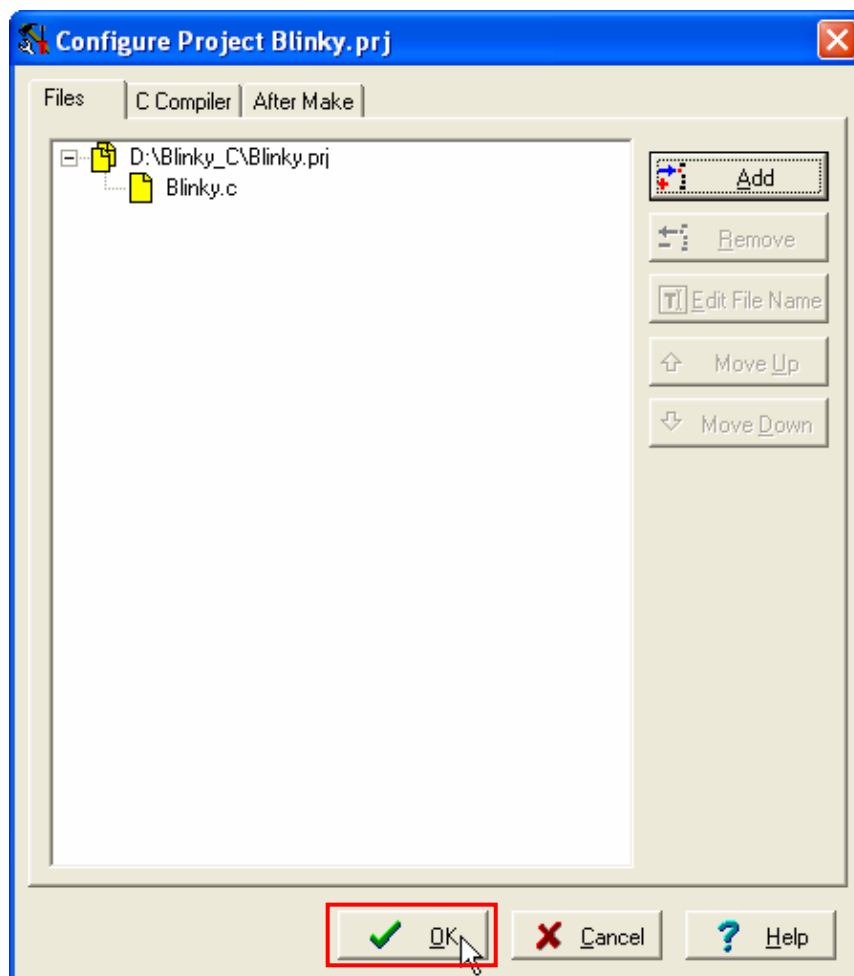 Configure Project Blinky.prj
Files C Compiler After Make
D:\Blinky_C\Blinky.prj
Blinky.c
Add
Remove
Edit File Name
Move Up
Move Down
OK Cancel Help